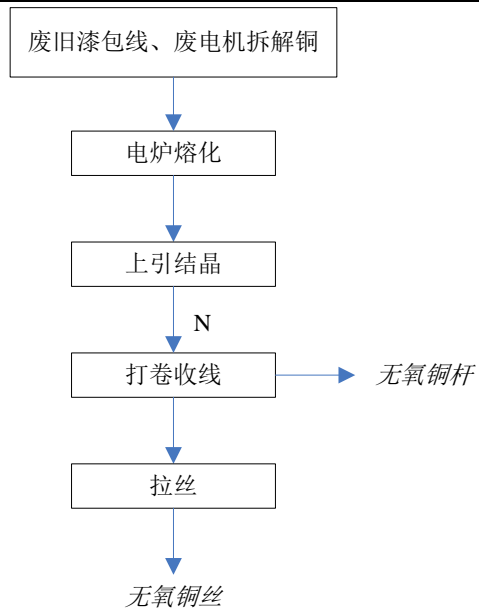 废旧漆包线、废电机拆解铜
电炉熔化
上引结晶
N
打卷收线
无氧铜杆
拉丝
无氧铜丝